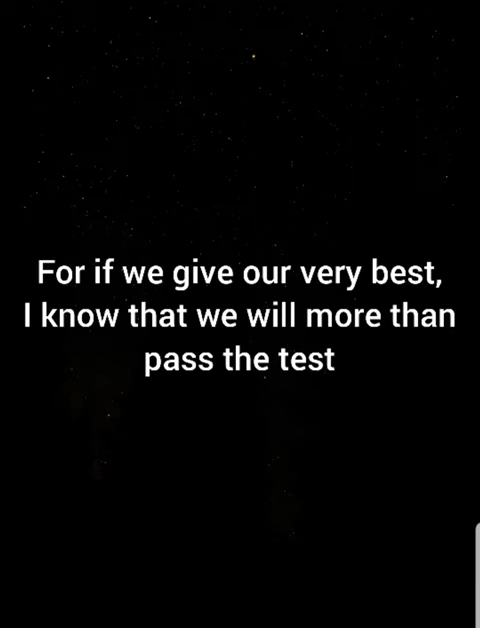 For if we give our very best,
I know that we will more than
pass the test